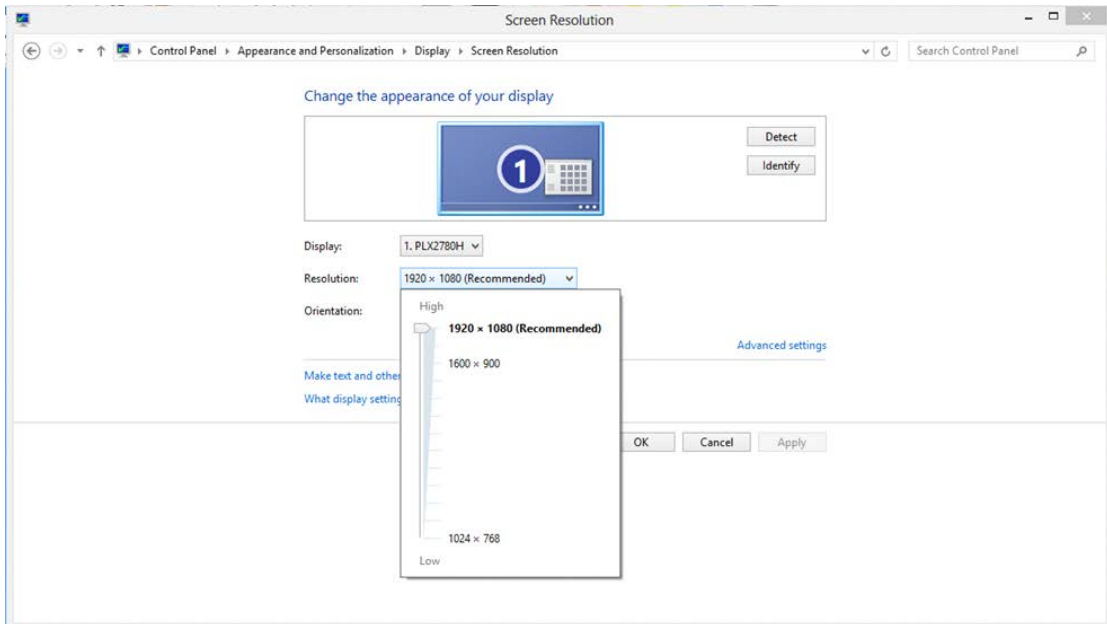 Screen Resolution
Control Panel Appearance and Personalization Display Screen Resolution
Search Control Panel
Change the appearance of your display
1
Detect
Identify
Display: 1. PLX2780H
Resolution: 1920 × 1080 (Recommended)
Orientation:
High
1920 × 1080 (Recommended)
1600 × 900
1024 × 768
Low
Advanced settings
Make text and other
What display setting
OK Cancel Apply